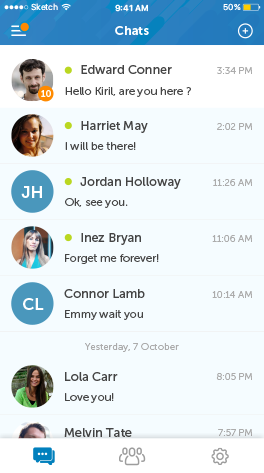 Sketch 9:41 AM 50%
Chats
Edward Conner 3:34 PM
10 Hello Kiril, are you here ?
Harriet May 2:02 PM
I will be there!
JH Jordan Holloway 11:26 AM
Ok, see you.
Inez Bryan 11:06 AM
Forget me forever!
CL Connor Lamb 10:14 AM
Emmy wait you
Yesterday, 7 October
Lola Carr 8:05 PM
Love you!
Melvin Tate 7:57 PM